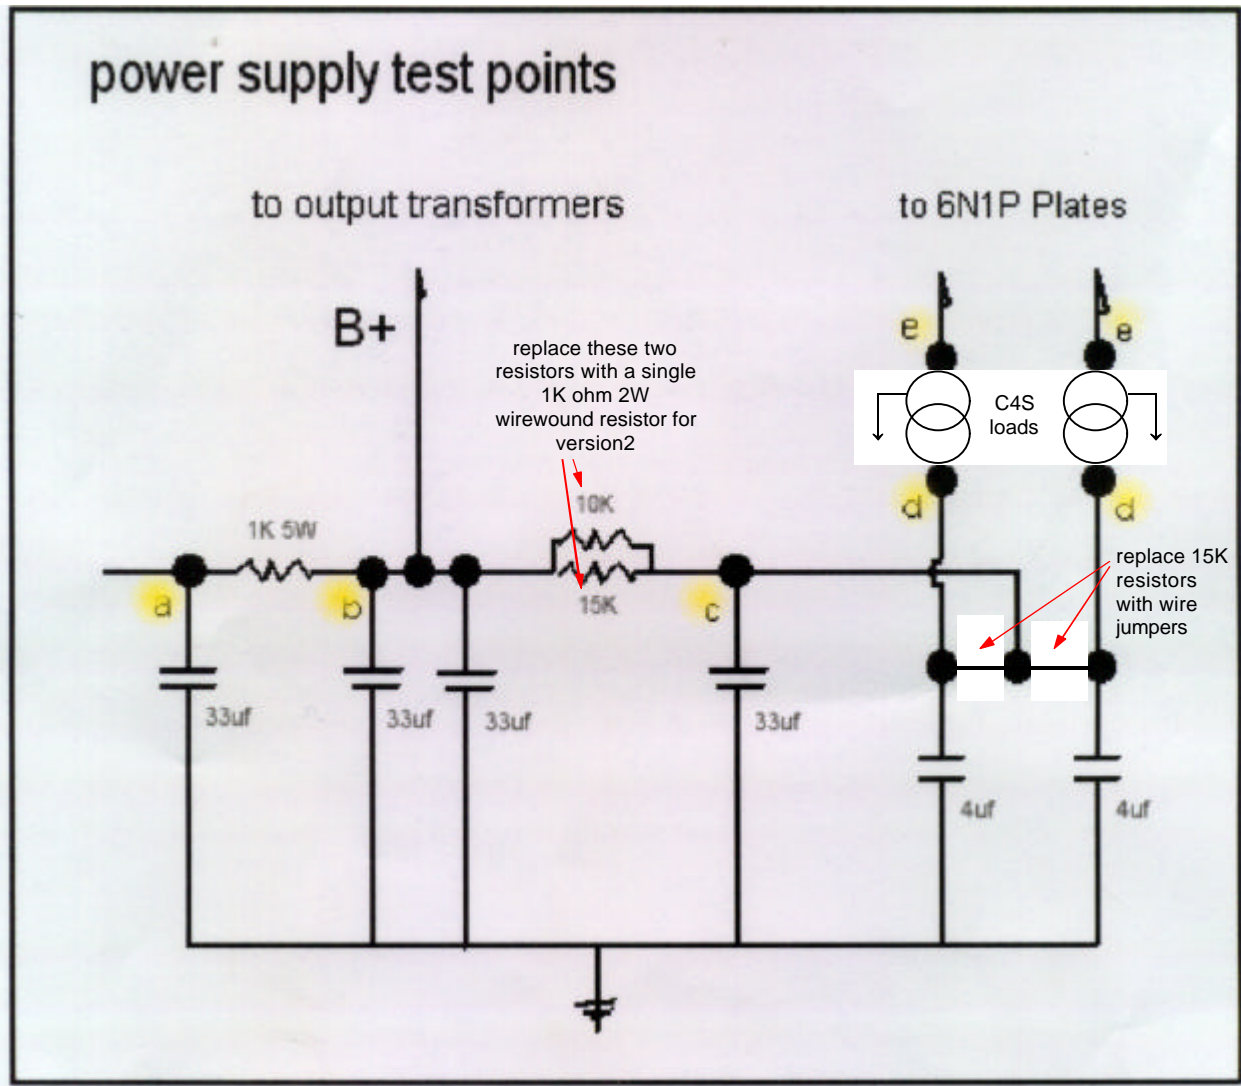 power supply test points
to output transformers
to 6N1P Plates
B+
replace these two
resistors with a single
1K ohm 2W
wirewound resistor for
version2
e
e
C4S
loads
d
d
10K
1K 5W
15K
a
b
c
replace 15K
resistors
with wire
jumpers
33uf
33uf
33uf
33uf
4uf
4uf